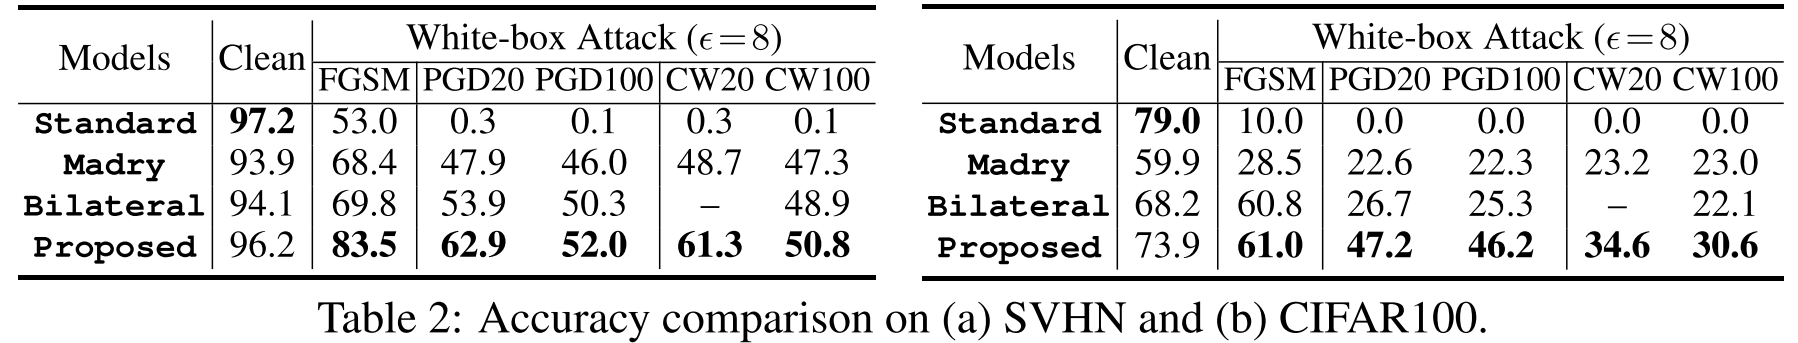 Models Clean White-box Attack (ϵ=8)
FGSM PGD20 PGD100 CW20 CW100
Standard 97.2 53.0 0.3 0.1 0.3 0.1
Madry 93.9 68.4 47.9 46.0 48.7 47.3
Bilateral 94.1 69.8 53.9 50.3 – 48.9
Proposed 96.2 83.5 62.9 52.0 61.3 50.8
Models Clean White-box Attack (ϵ=8)
FGSM PGD20 PGD100 CW20 CW100
Standard 79.0 10.0 0.0 0.0 0.0 0.0
Madry 59.9 28.5 22.6 22.3 23.2 23.0
Bilateral 68.2 60.8 26.7 25.3 – 22.1
Proposed 73.9 61.0 47.2 46.2 34.6 30.6
Table 2: Accuracy comparison on (a) SVHN and (b) CIFAR100.